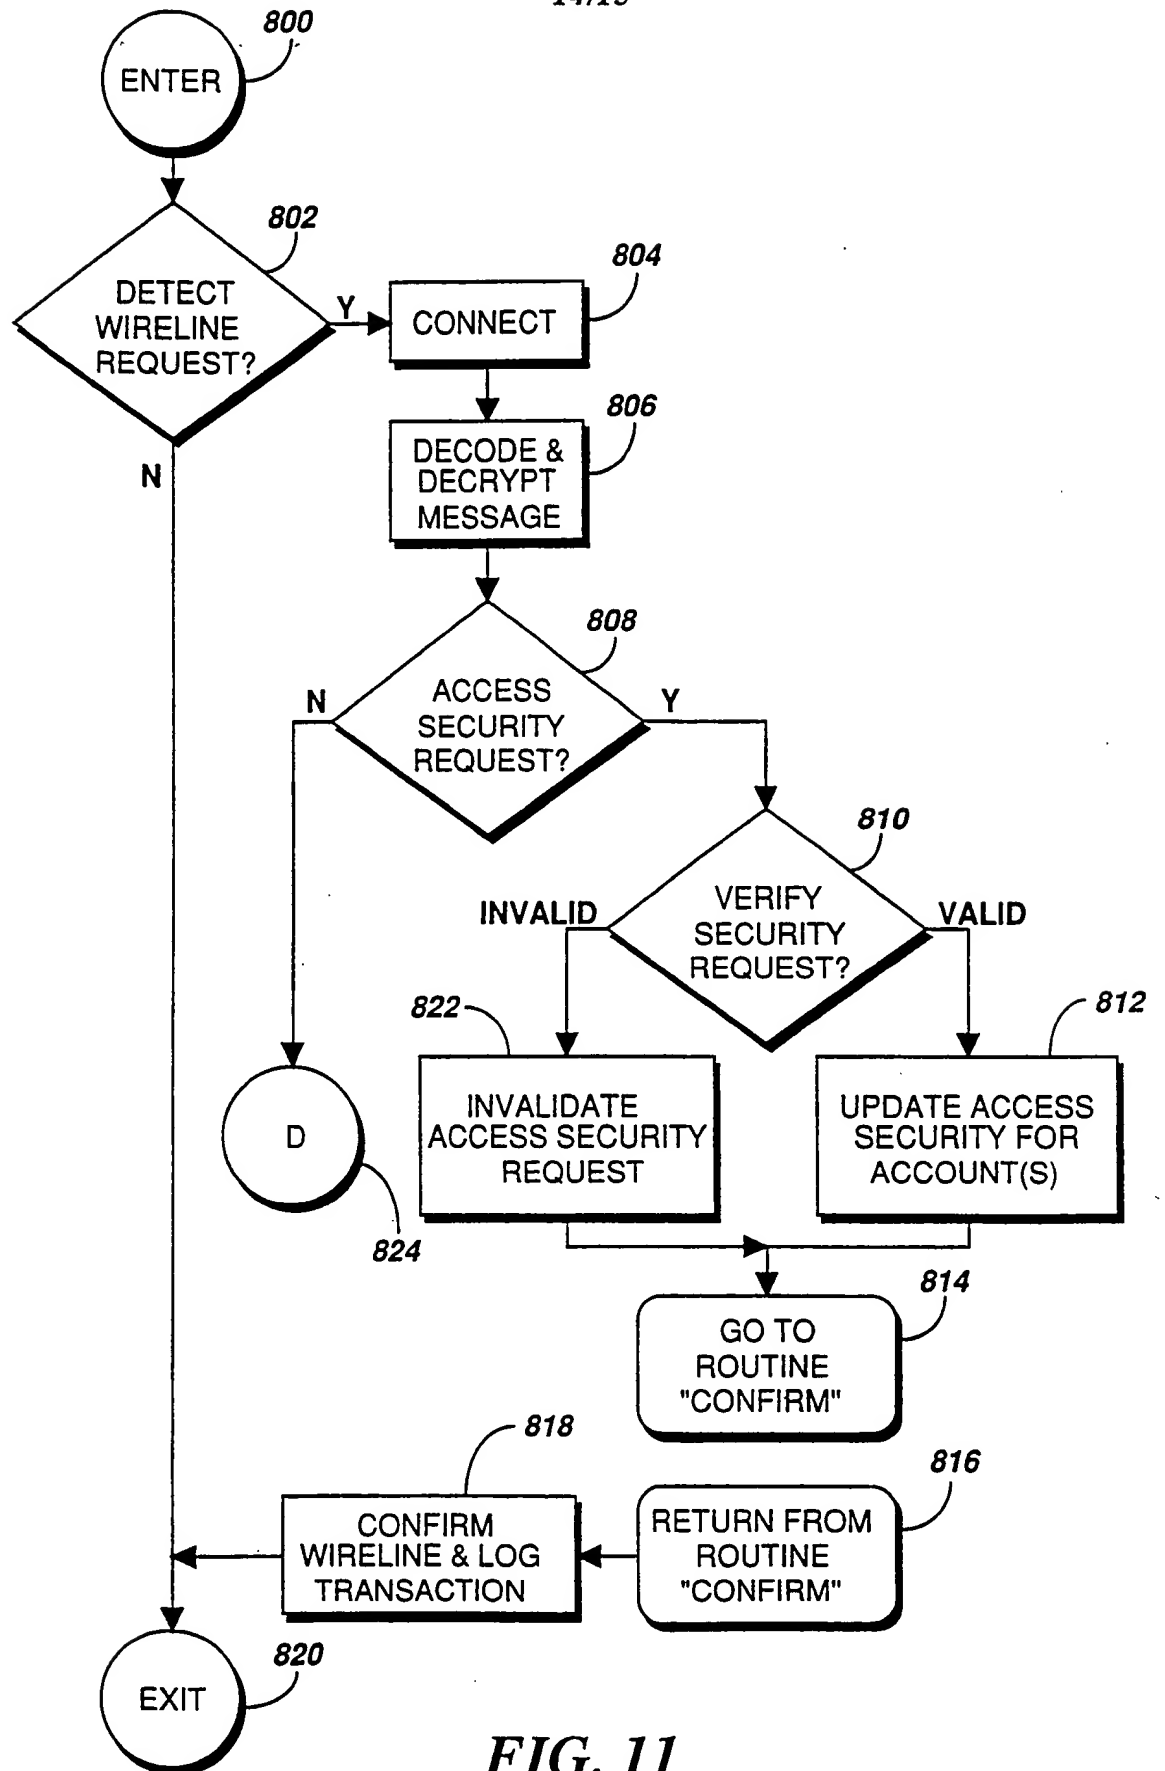 800
ENTER
802
DETECT
WIRELINE
REQUEST?
Y
N
804
CONNECT
806
DECODE &
DECRYPT
MESSAGE
808
ACCESS
SECURITY
REQUEST?
N
Y
810
VERIFY
SECURITY
REQUEST?
INVALID
VALID
822
INVALIDATE
ACCESS SECURITY
REQUEST
812
UPDATE ACCESS
SECURITY FOR
ACCOUNT(S)
D
824
814
GO TO
ROUTINE
"CONFIRM"
816
RETURN FROM
ROUTINE
"CONFIRM"
818
CONFIRM
WIRELINE & LOG
TRANSACTION
820
EXIT
FIG. 11